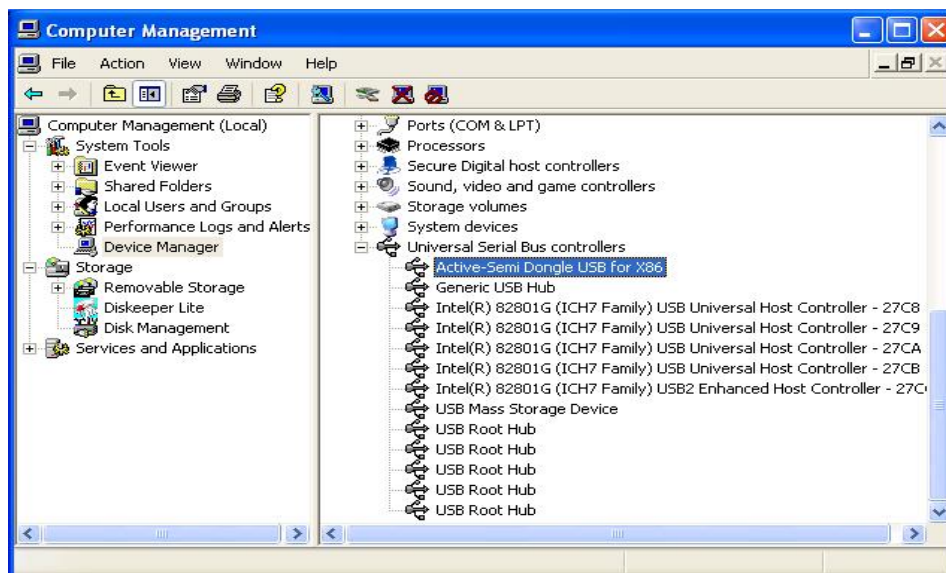 Computer Management
File Action View Window Help
Computer Management (Local)
System Tools
Event Viewer
Shared Folders
Local Users and Groups
Performance Logs and Alerts
Device Manager
Storage
Removable Storage
Diskeeper Lite
Disk Management
Services and Applications
Ports (COM & LPT)
Processors
Secure Digital host controllers
Sound, video and game controllers
Storage volumes
System devices
Universal Serial Bus controllers
Active-Semi Dongle USB for X86
Generic USB Hub
Intel(R) 82801G (ICH7 Family) USB Universal Host Controller - 27C8
Intel(R) 82801G (ICH7 Family) USB Universal Host Controller - 27C9
Intel(R) 82801G (ICH7 Family) USB Universal Host Controller - 27CA
Intel(R) 82801G (ICH7 Family) USB Universal Host Controller - 27CB
Intel(R) 82801G (ICH7 Family) USB2 Enhanced Host Controller -
USB Mass Storage Device
USB Root Hub
USB Root Hub
USB Root Hub
USB Root Hub
USB Root Hub